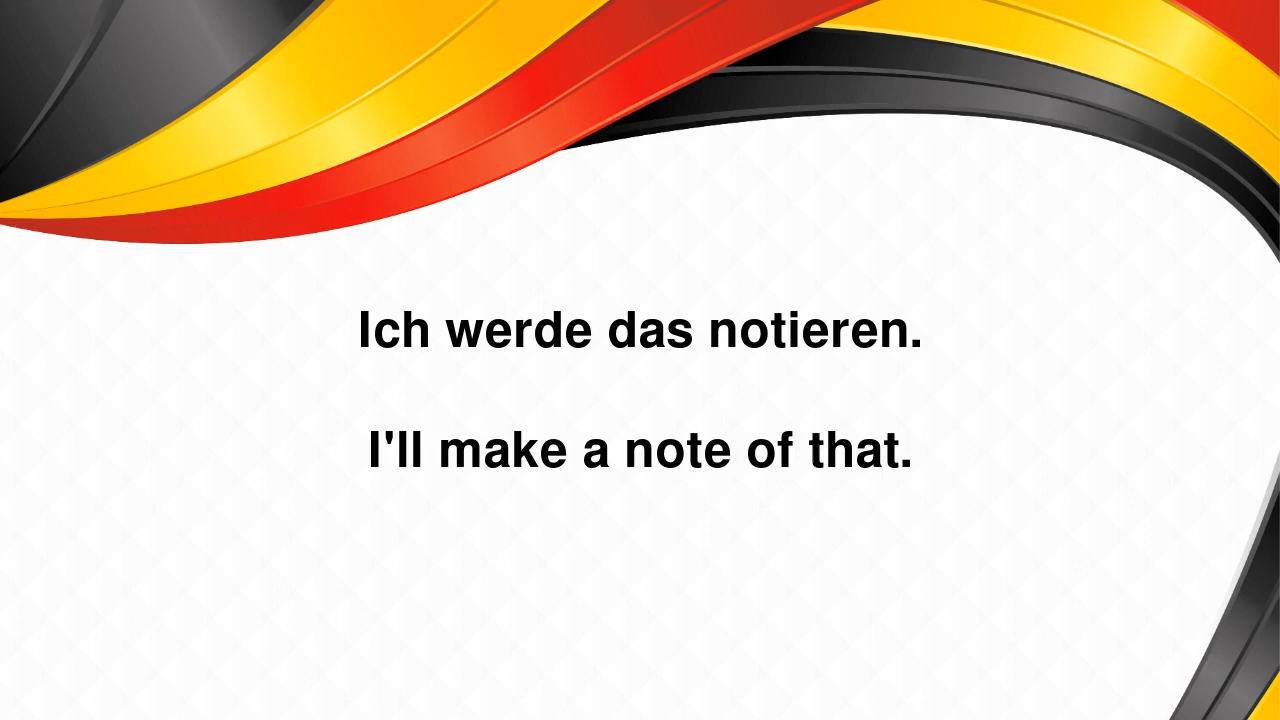 Ich werde das notieren.
I'll make a note of that.